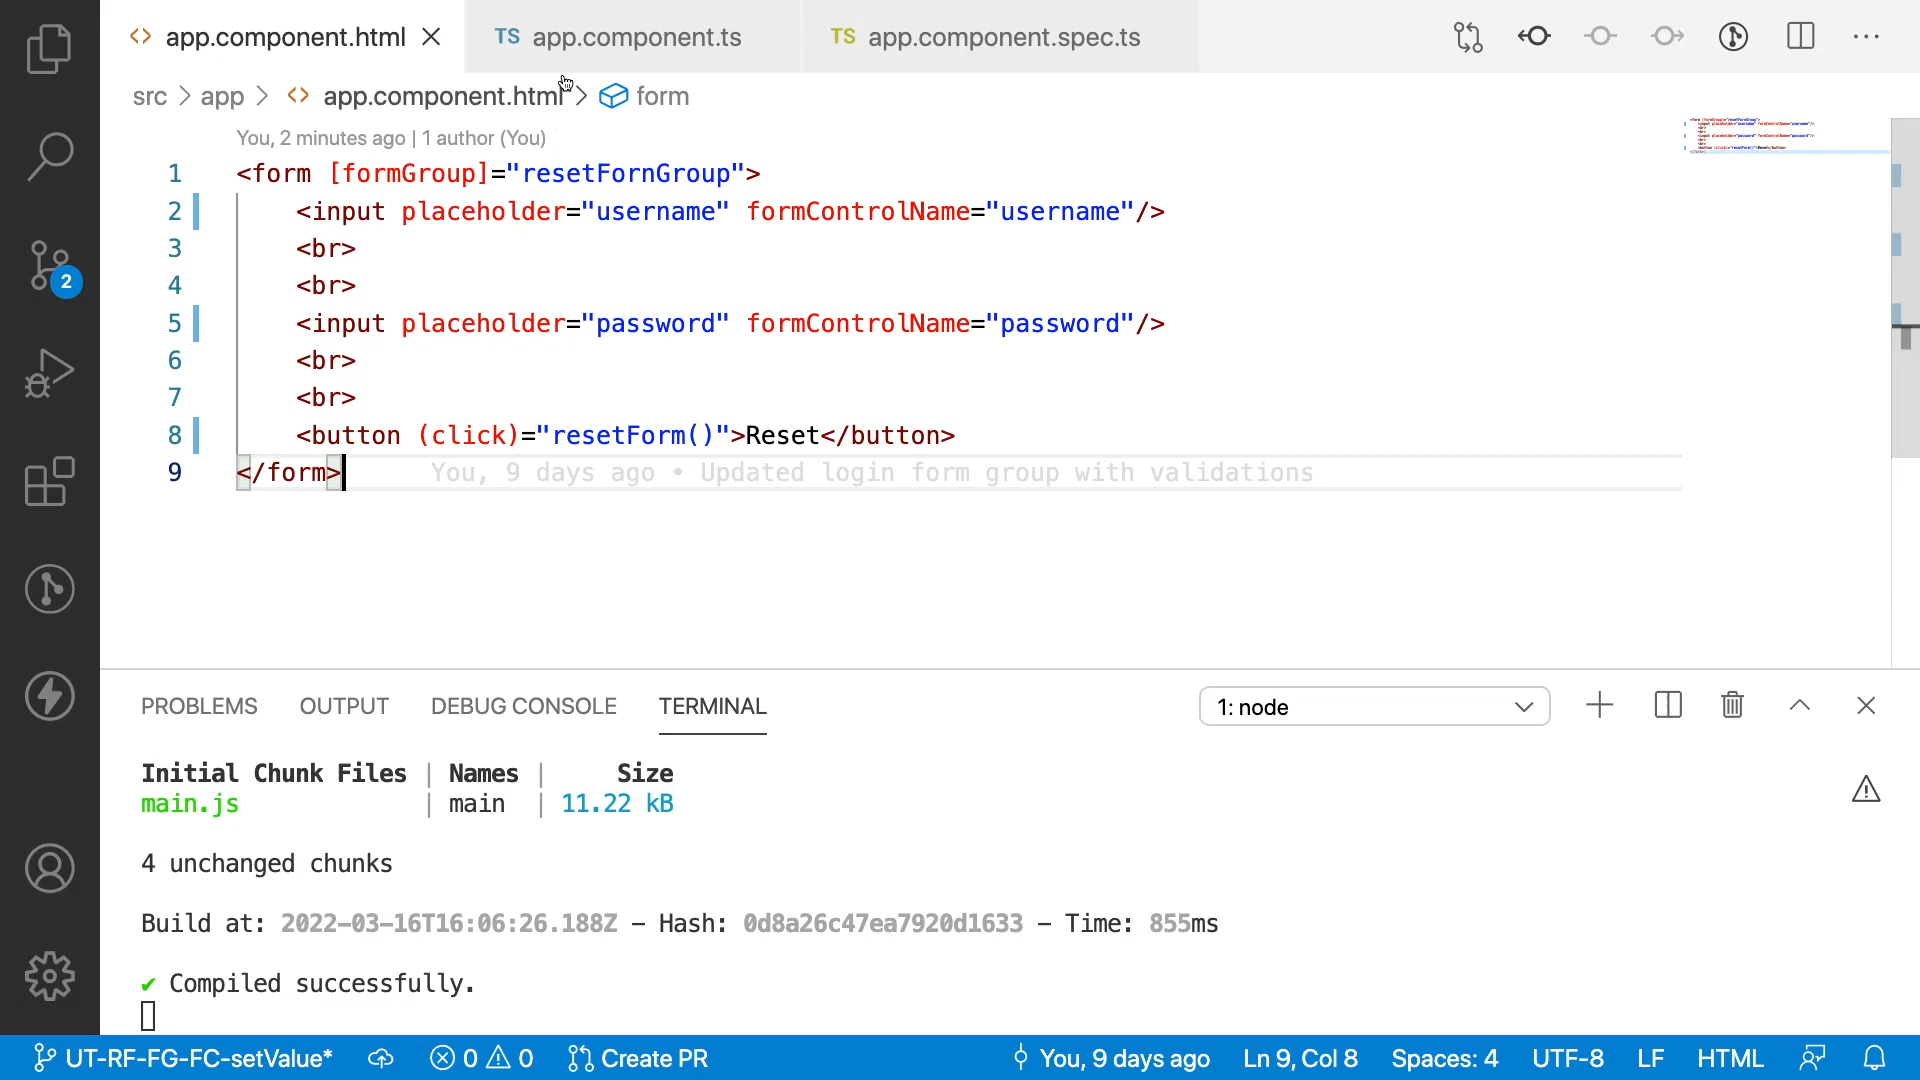 <> app.component.html TS app.component.ts TS app.component.spec.ts
src > app > <> app.component.html > form
You, 2 minutes ago | 1 author (You)
1 <form [formGroup]="resetFornGroup">
2 <input placeholder="username" formControlName="username"/>
3 <br>
4 <br>
5 <input placeholder="password" formControlName="password"/>
6 <br>
7 <br>
8 <button (click)="resetForm()">Reset</button>
9 </form> You, 9 days ago • Updated login form group with validations
2
PROBLEMS OUTPUT DEBUG CONSOLE TERMINAL 1: node
Initial Chunk Files | Names | Size
main.js | main | 11.22 kB
4 unchanged chunks
Build at: 2022-03-16T16:06:26.188Z - Hash: 0d8a26c47ea7920d1633 - Time: 855ms
✔ Compiled successfully.
UT-RF-FG-FC-setValue* 0 0 Create PR You, 9 days ago Ln 9, Col 8 Spaces: 4 UTF-8 LF HTML